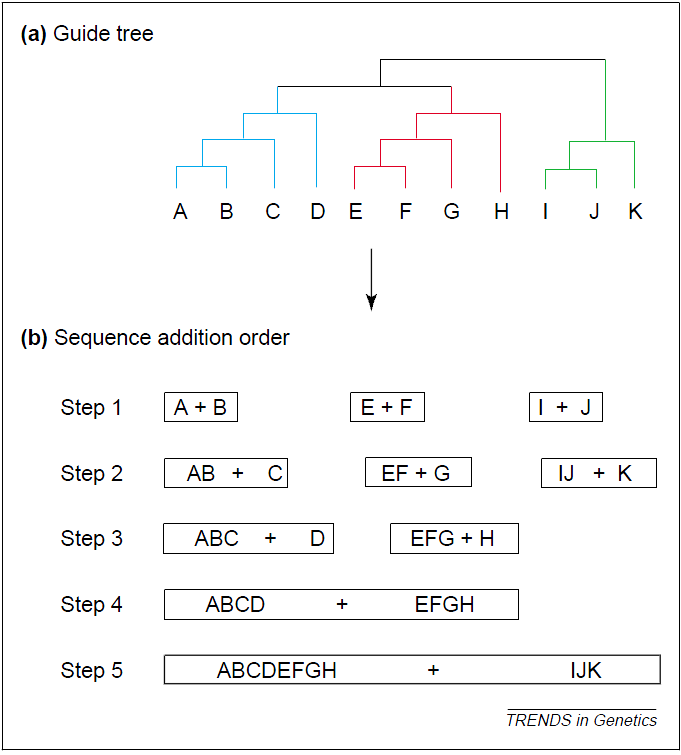 (a) Guide tree
A B C D E F G H I J K
(b) Sequence addition order
Step 1 A + B E + F I + J
Step 2 AB + C EF + G IJ + K
Step 3 ABC + D EFG + H
Step 4 ABCD + EFGH
Step 5 ABCDEFGH + IJK
TRENDS in Genetics